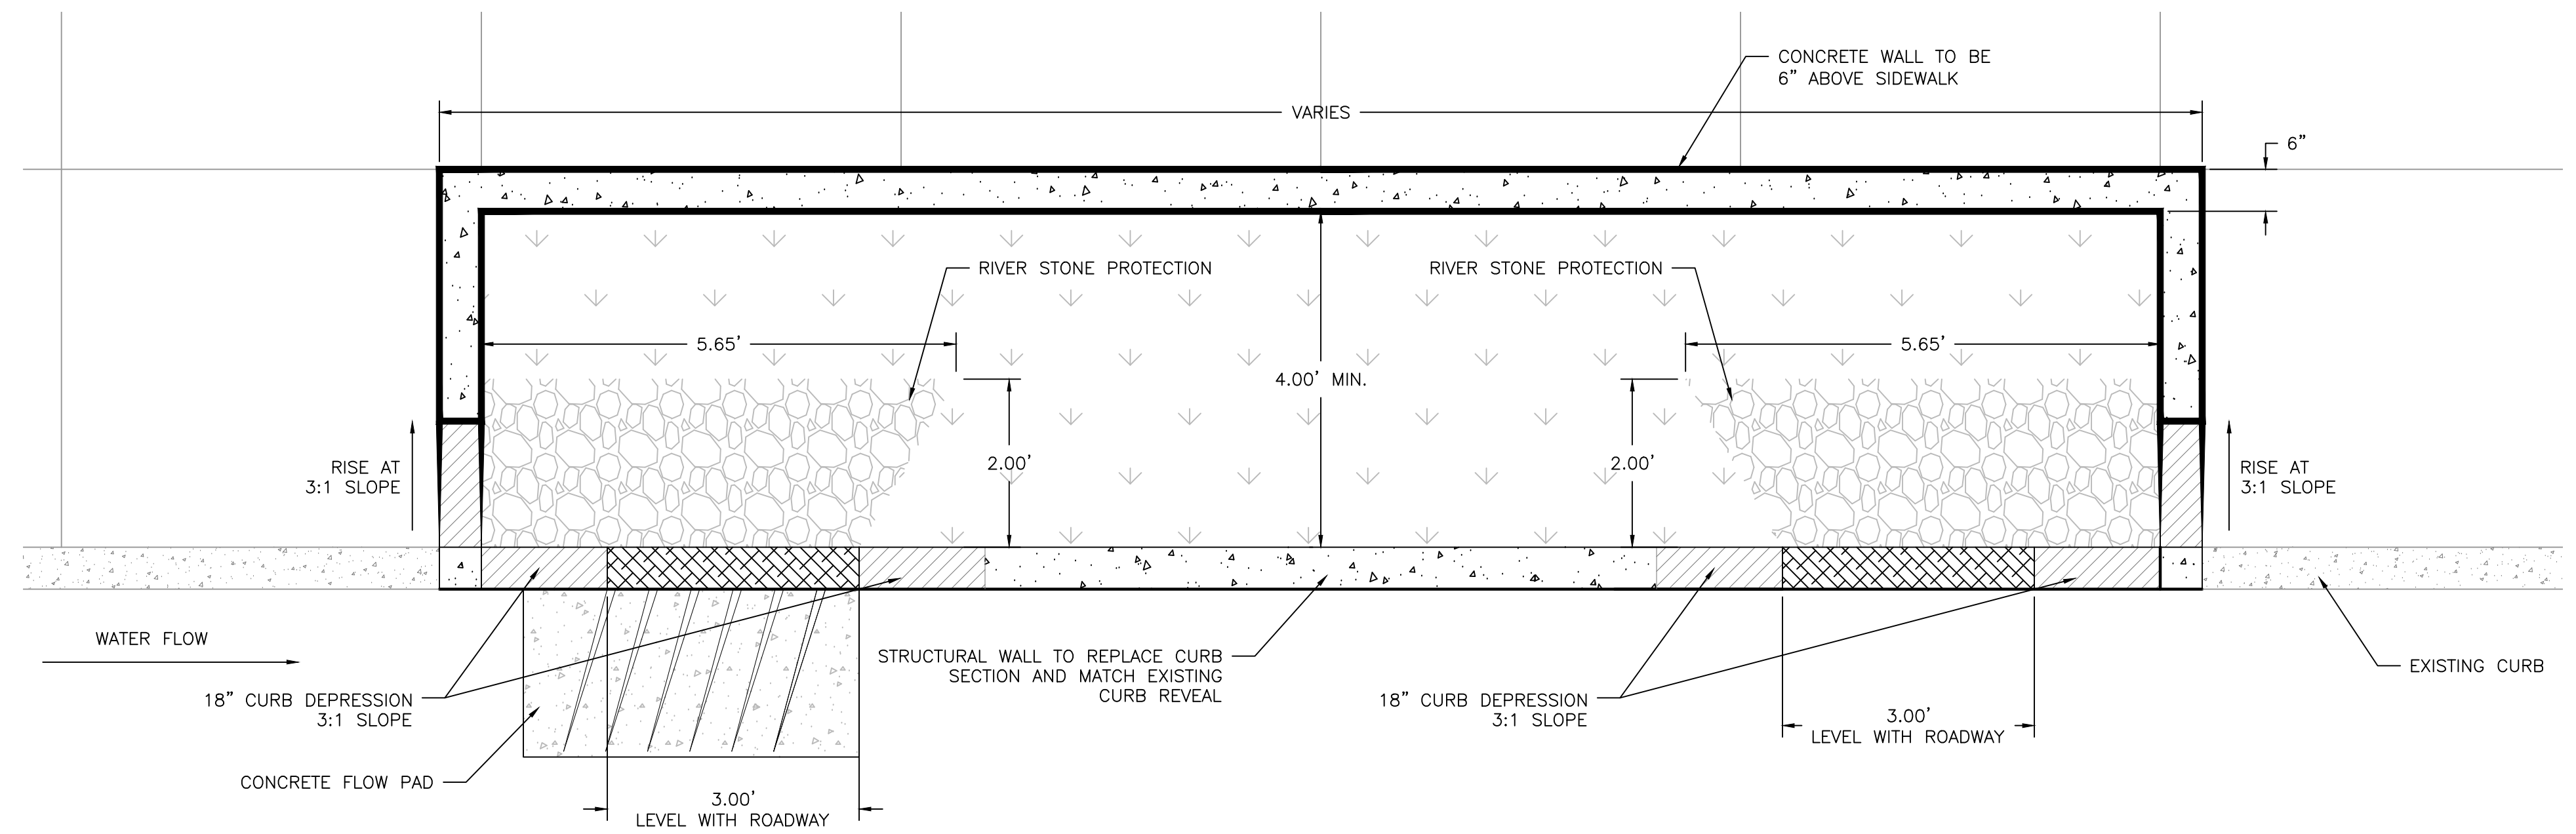 CONCRETE WALL TO BE
6" ABOVE SIDEWALK
VARIES
6"
RIVER STONE PROTECTION
RIVER STONE PROTECTION
5.65'
5.65'
4.00' MIN.
2.00'
2.00'
RISE AT
3:1 SLOPE
RISE AT
3:1 SLOPE
WATER FLOW
STRUCTURAL WALL TO REPLACE CURB
SECTION AND MATCH EXISTING
CURB REVEAL
EXISTING CURB
18" CURB DEPRESSION
3:1 SLOPE
18" CURB DEPRESSION
3:1 SLOPE
3.00'
LEVEL WITH ROADWAY
CONCRETE FLOW PAD
3.00'
LEVEL WITH ROADWAY